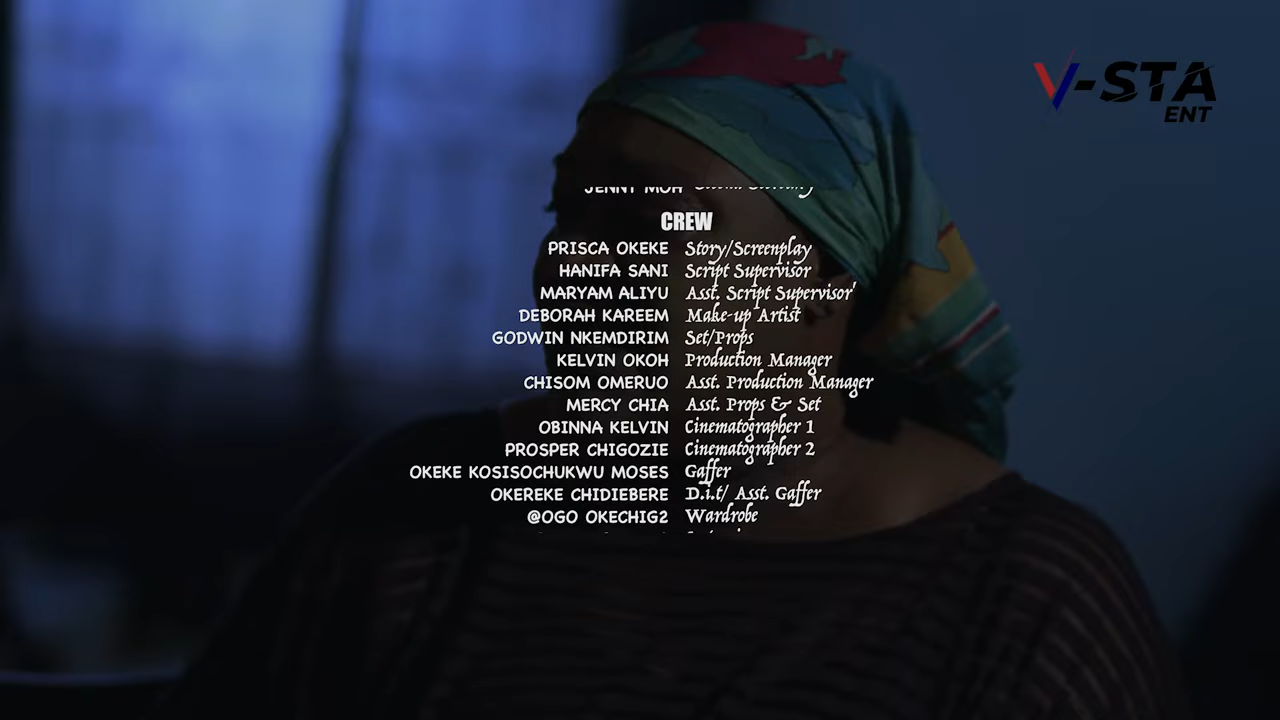 V-STA
ENT
JENNY MOH
CREW
PRISCA OKEKE Story/Screenplay
HANIFA SANI Script Supervisor
MARYAM ALIYU Asst. Script Supervisor'
DEBORAH KAREEM Make-up Artist
GODWIN NKEMDIRIM Set/Props
KELVIN OKOH Production Manager
CHISOM OMERUO Asst. Production Manager
MERCY CHIA Asst. Props & Set
OBINNA KELVIN Cinematographer 1
PROSPER CHIGOZIE Cinematographer 2
OKEKE KOSISOCHUKWU MOSES Gaffer
OKEREKE CHIDIEBERE D.i.t/ Asst. Gaffer
@OGO OKECHIG2 Wardrobe